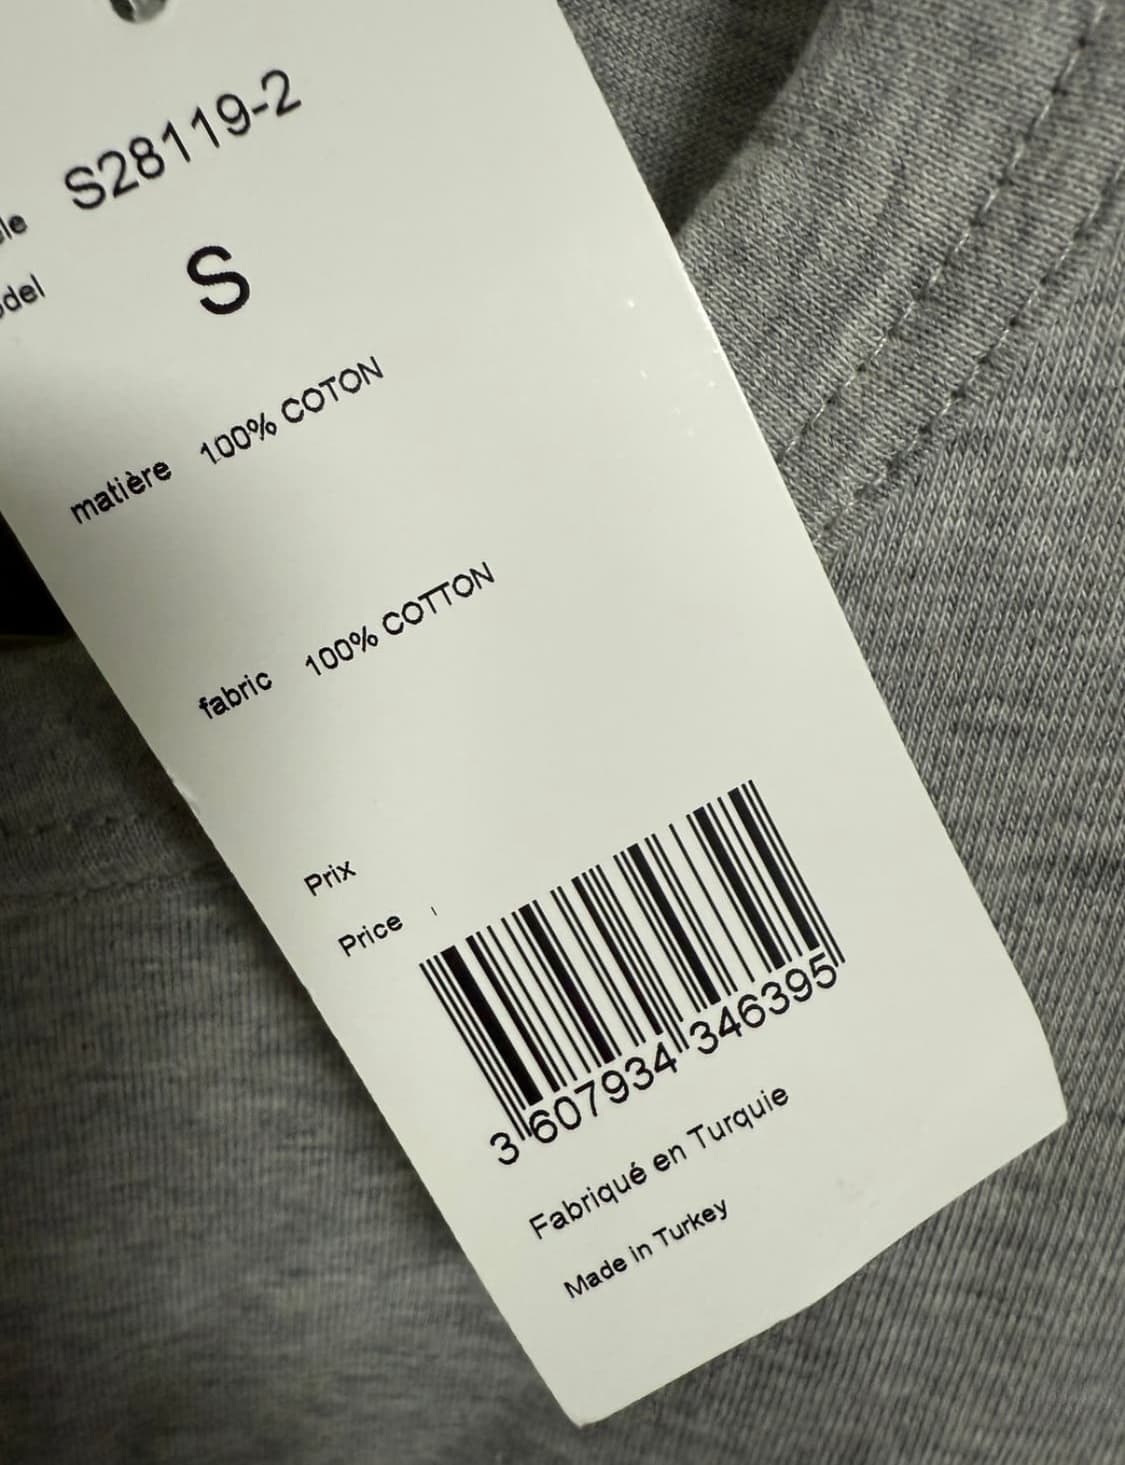 S28119-2
S
matière 100% COTON
fabric 100% COTTON
Prix
Price
3 607934 346395
Fabriqué en Turquie
Made in Turkey